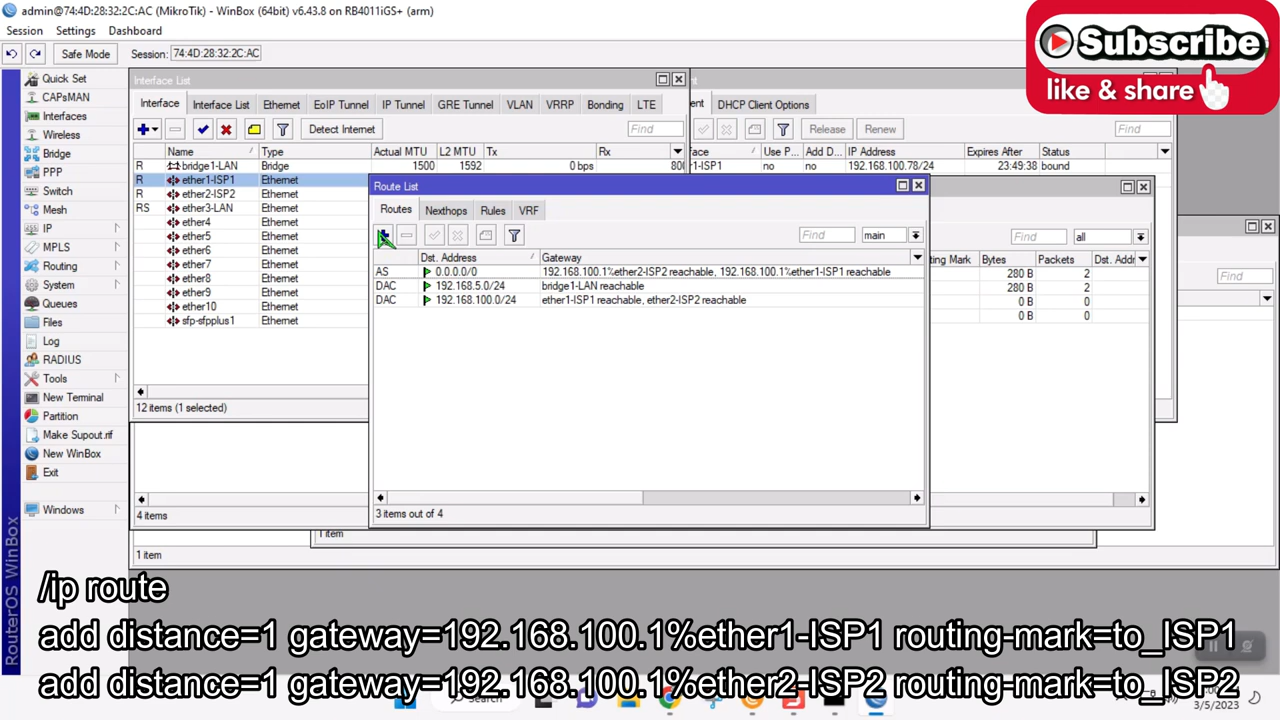 admin@74:4D:28:32:2C:AC (MikroTik) - WinBox (64bit) v6.43.8 on RB4011iGS+ (arm)
Session Settings Dashboard
Safe Mode Session: 74:4D:28:32:2C:AC
Subscribe
like & share
Quick Set
CAPsMAN
Interfaces
Wireless
Bridge
PPP
Switch
Mesh
IP
MPLS
Routing
System
Queues
Files
Log
RADIUS
Tools
New Terminal
Partition
Make Supout.rif
New WinBox
Exit
Windows
RouterOS WinBox
Interface List
Interface Interface List Ethernet EoIP Tunnel IP Tunnel GRE Tunnel VLAN VRRP Bonding LTE
Detect Internet Find
Name Type Actual MTU L2 MTU Tx Rx
R bridge1-LAN Bridge 1500 1592 0 bps 800
R ether1-ISP1 Ethernet
R ether2-ISP2 Ethernet
RS ether3-LAN Ethernet
ether4 Ethernet
ether5 Ethernet
ether6 Ethernet
ether7 Ethernet
ether8 Ethernet
ether9 Ethernet
ether10 Ethernet
sfp-sfpplus1 Ethernet
12 items (1 selected)
4 items
1 item
1 item
nt
ent DHCP Client Options
Release Renew Find
face Use P... Add D... IP Address Expires After Status
r1-ISP1 no no 192.168.100.78/24 23:49:38 bound
Route List
Routes Nexthops Rules VRF
Find main
Dst. Address Gateway
AS 0.0.0.0/0 192.168.100.1%ether2-ISP2 reachable, 192.168.100.1%ether1-ISP1 reachable
DAC 192.168.5.0/24 bridge1-LAN reachable
DAC 192.168.100.0/24 ether1-ISP1 reachable, ether2-ISP2 reachable
3 items out of 4
Find all
ting Mark Bytes Packets Dst. Addr
280 B 2
280 B 2
0 B 0
0 B 0
Find
/ip route
add distance=1 gateway=192.168.100.1%ether1-ISP1 routing-mark=to_ISP1
add distance=1 gateway=192.168.100.1%ether2-ISP2 routing-mark=to_ISP2
Search
3/5/2023